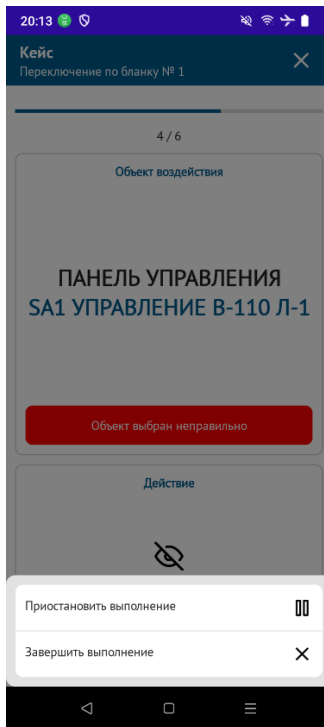 20:13
Кейс
Переключение по бланку № 1
4 / 6
Объект воздействия
ПАНЕЛЬ УПРАВЛЕНИЯ
SA1 УПРАВЛЕНИЕ В-110 Л-1
Объект выбран неправильно
Действие
Приостановить выполнение
Завершить выполнение